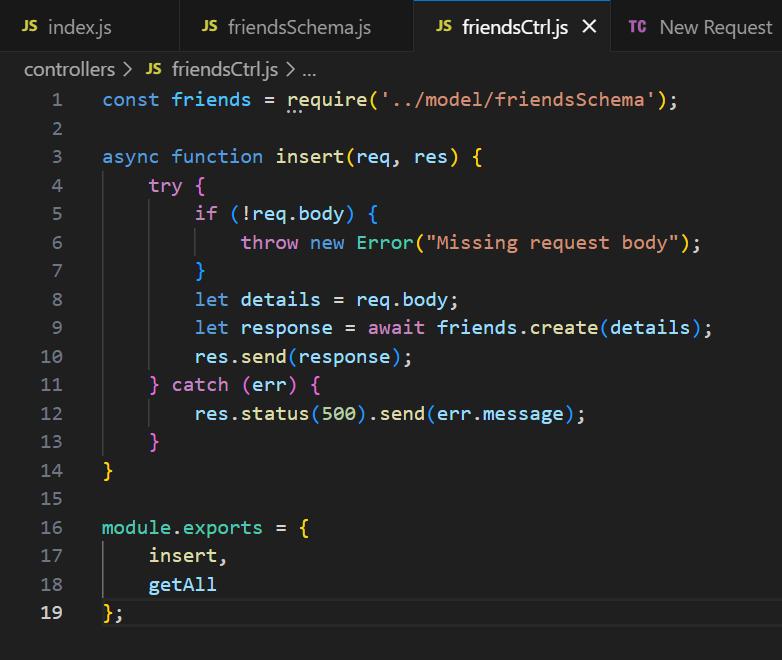 JS index.js JS friendsSchema.js JS friendsCtrl.js × TC New Request
controllers > JS friendsCtrl.js > ...
1 const friends = require('../model/friendsSchema');
2
3 async function insert(req, res) {
4 try {
5 if (!req.body) {
6 throw new Error("Missing request body");
7 }
8 let details = req.body;
9 let response = await friends.create(details);
10 res.send(response);
11 } catch (err) {
12 res.status(500).send(err.message);
13 }
14 }
15
16 module.exports = {
17 insert,
18 getAll
19 };